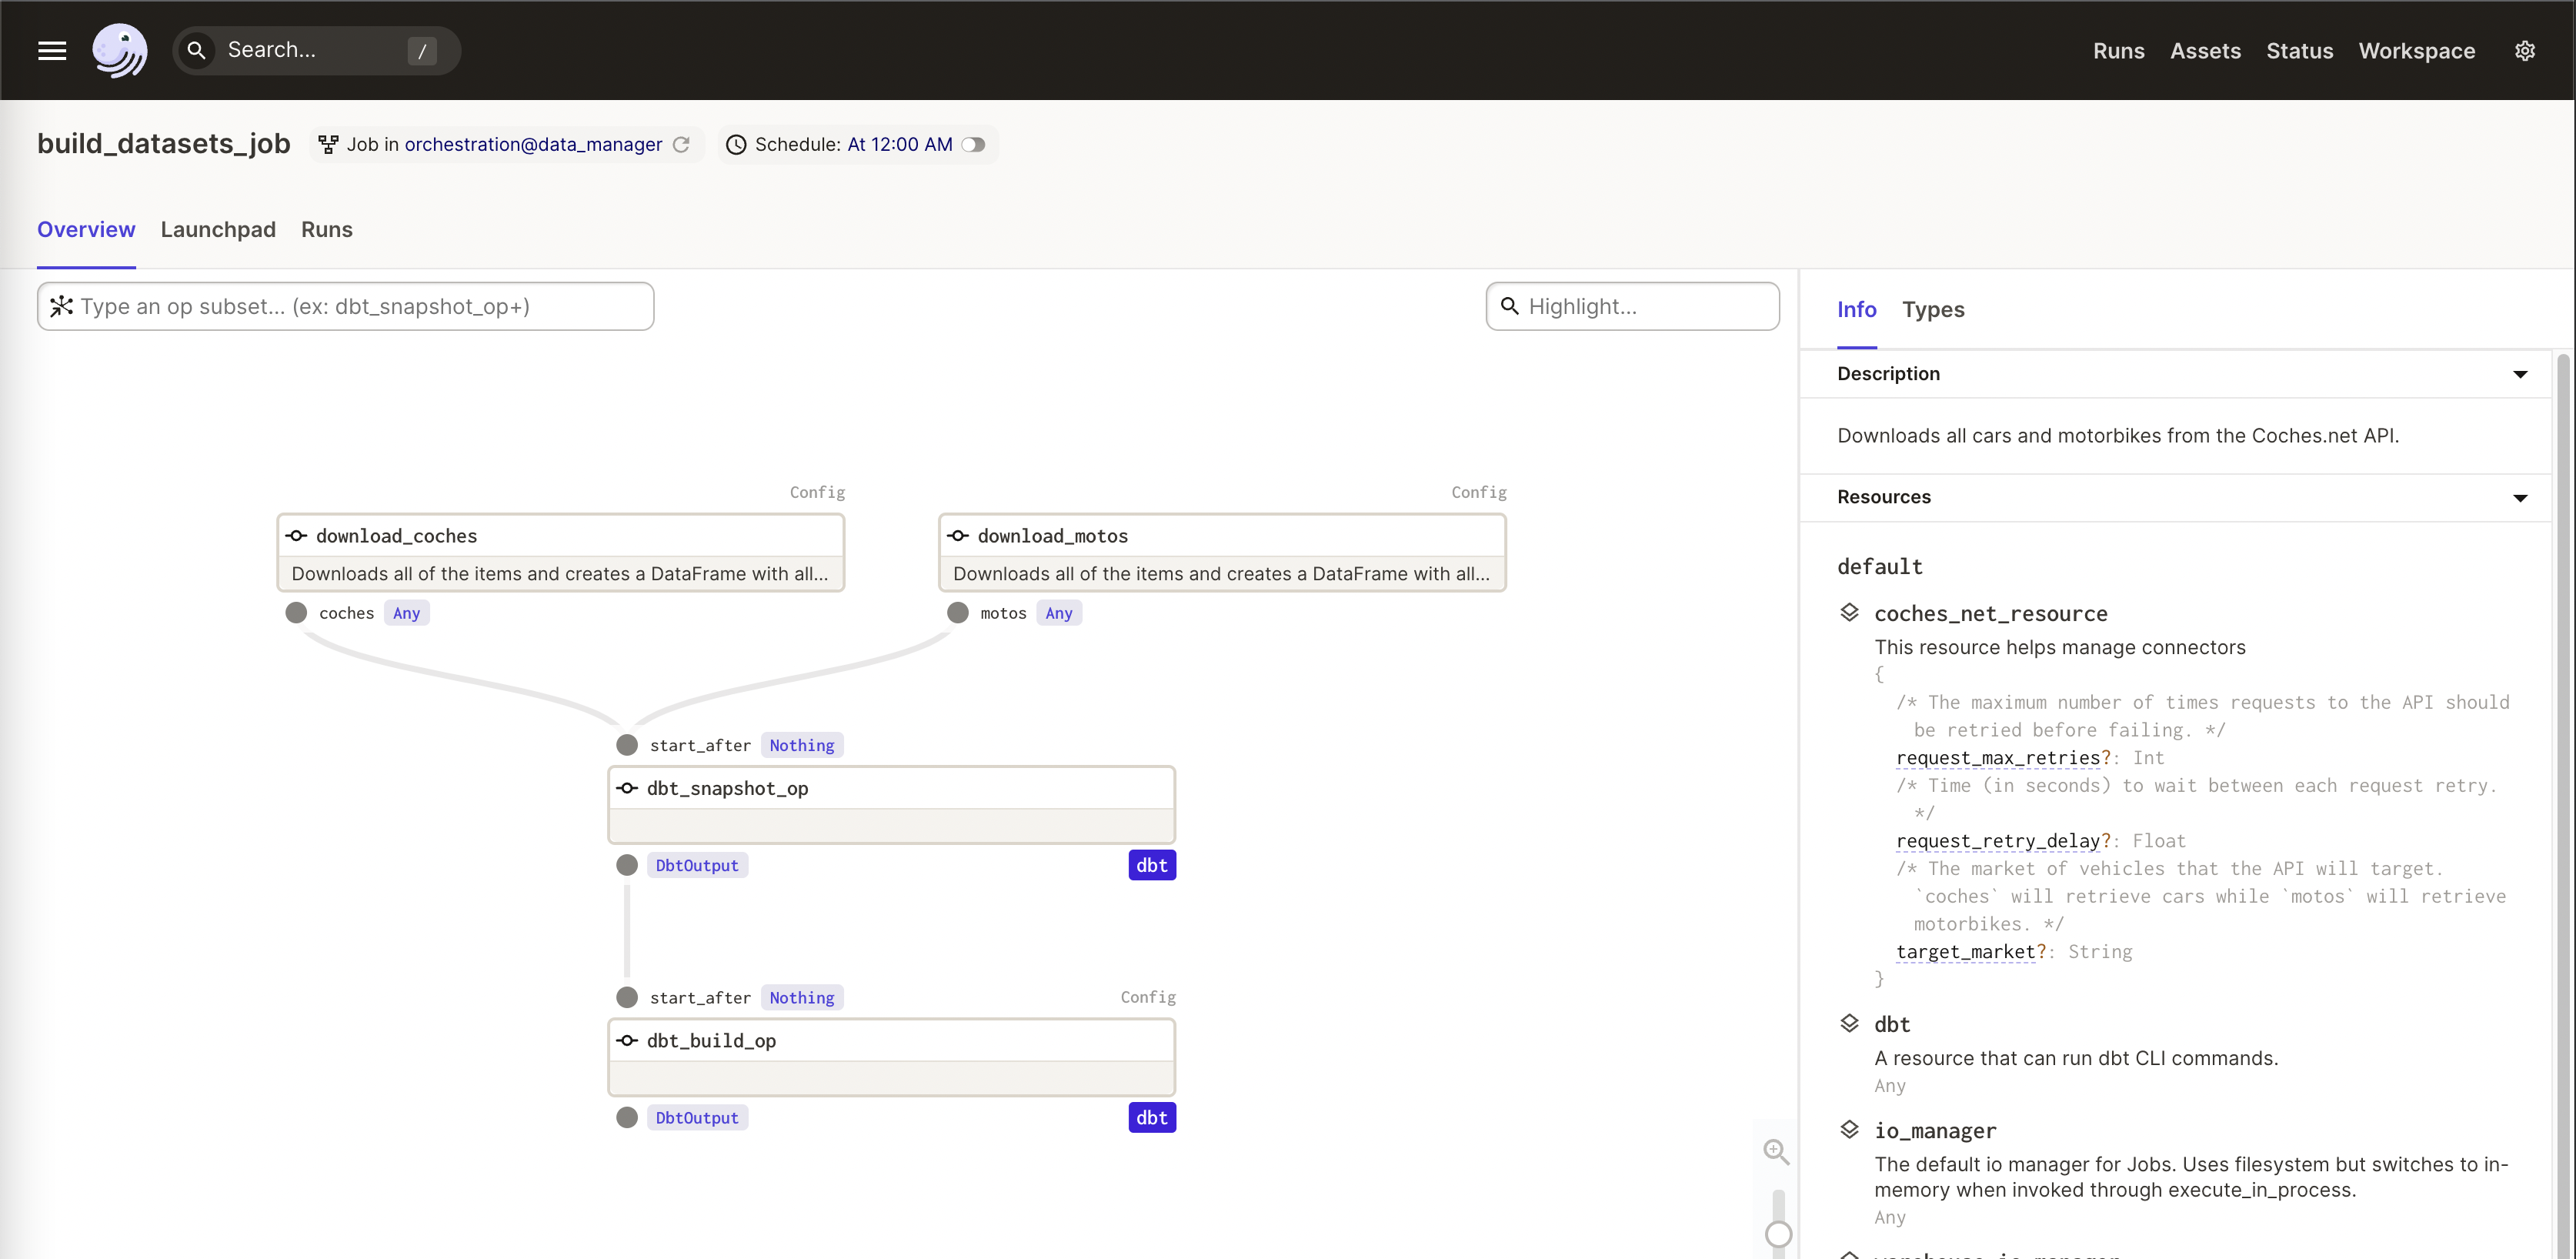 Search... /
Runs Assets Status Workspace
build_datasets_job Job in orchestration@data_manager Schedule: At 12:00 AM
Overview Launchpad Runs
Type an op subset... (ex: dbt_snapshot_op+)
Highlight...
Config
download_coches
Downloads all of the items and creates a DataFrame with all...
coches Any
Config
download_motos
Downloads all of the items and creates a DataFrame with all...
motos Any
start_after Nothing
dbt_snapshot_op
DbtOutput dbt
start_after Nothing Config
dbt_build_op
DbtOutput dbt
Info Types
Description
Downloads all cars and motorbikes from the Coches.net API.
Resources
default
coches_net_resource
This resource helps manage connectors
{
/* The maximum number of times requests to the API should
be retried before failing. */
request_max_retries?: Int
/* Time (in seconds) to wait between each request retry.
*/
request_retry_delay?: Float
/* The market of vehicles that the API will target.
`coches` will retrieve cars while `motos` will retrieve
motorbikes. */
target_market?: String
}
dbt
A resource that can run dbt CLI commands.
Any
io_manager
The default io manager for Jobs. Uses filesystem but switches to in-
memory when invoked through execute_in_process.
Any